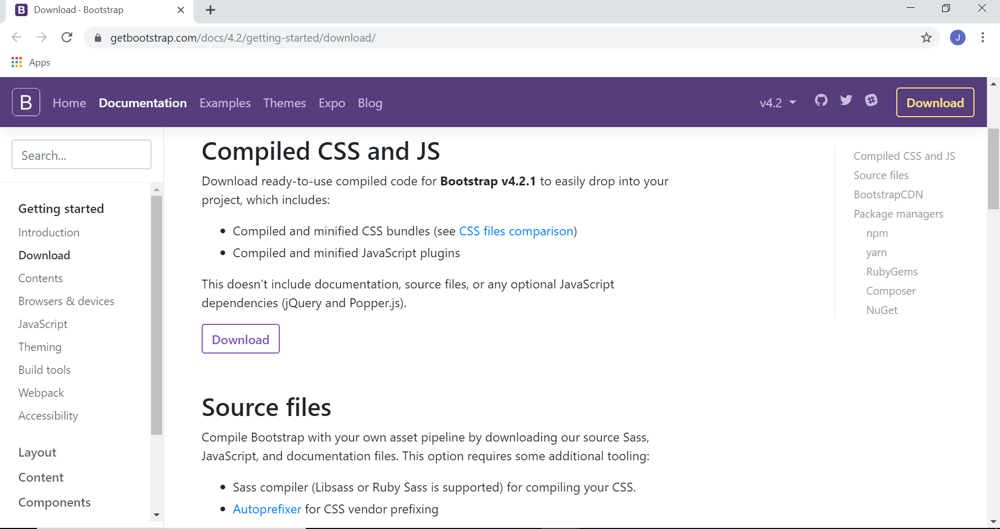 B Download · Bootstrap
getbootstrap.com/docs/4.2/getting-started/download/
J
Apps
B Home Documentation Examples Themes Expo Blog v4.2 Download
Search...
Getting started
Introduction
Download
Contents
Browsers & devices
JavaScript
Theming
Build tools
Webpack
Accessibility
Layout
Content
Components
Compiled CSS and JS
Download ready-to-use compiled code for Bootstrap v4.2.1 to easily drop into your
project, which includes:
• Compiled and minified CSS bundles (see CSS files comparison)
• Compiled and minified JavaScript plugins
This doesn’t include documentation, source files, or any optional JavaScript
dependencies (jQuery and Popper.js).
Download
Source files
Compile Bootstrap with your own asset pipeline by downloading our source Sass,
JavaScript, and documentation files. This option requires some additional tooling:
• Sass compiler (Libsass or Ruby Sass is supported) for compiling your CSS.
• Autoprefixer for CSS vendor prefixing
Compiled CSS and JS
Source files
BootstrapCDN
Package managers
npm
yarn
RubyGems
Composer
NuGet